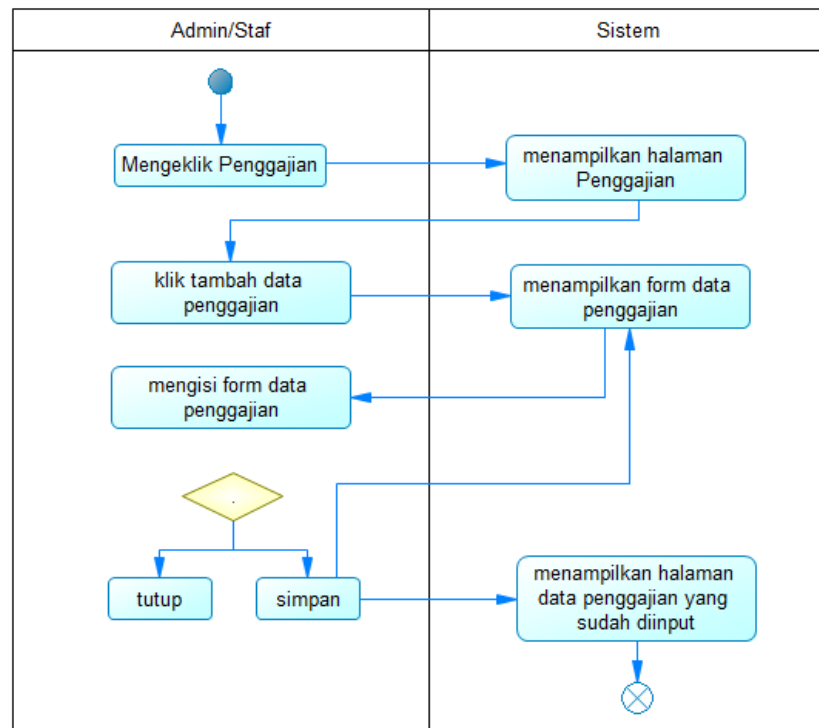 Admin/Staf
Sistem
Mengeklik Penggajian
menampilkan halaman
Penggajian
klik tambah data
penggajian
menampilkan form data
penggajian
mengisi form data
penggajian
.
tutup
simpan
menampilkan halaman
data penggajian yang
sudah diinput